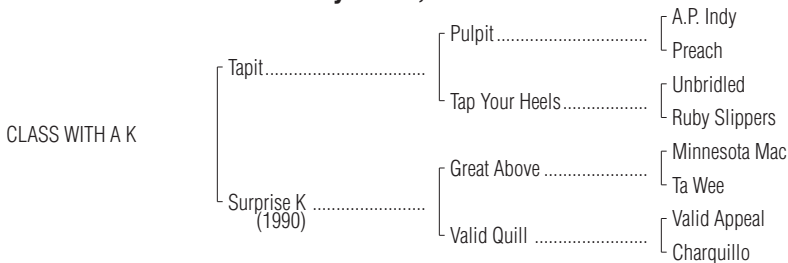 A.P. Indy
Pulpit
Preach
Tapit
Unbridled
Tap Your Heels
Ruby Slippers
CLASS WITH A K
Minnesota Mac
Great Above
Ta Wee
Surprise K
(1990)
Valid Appeal
Valid Quill
Charquillo